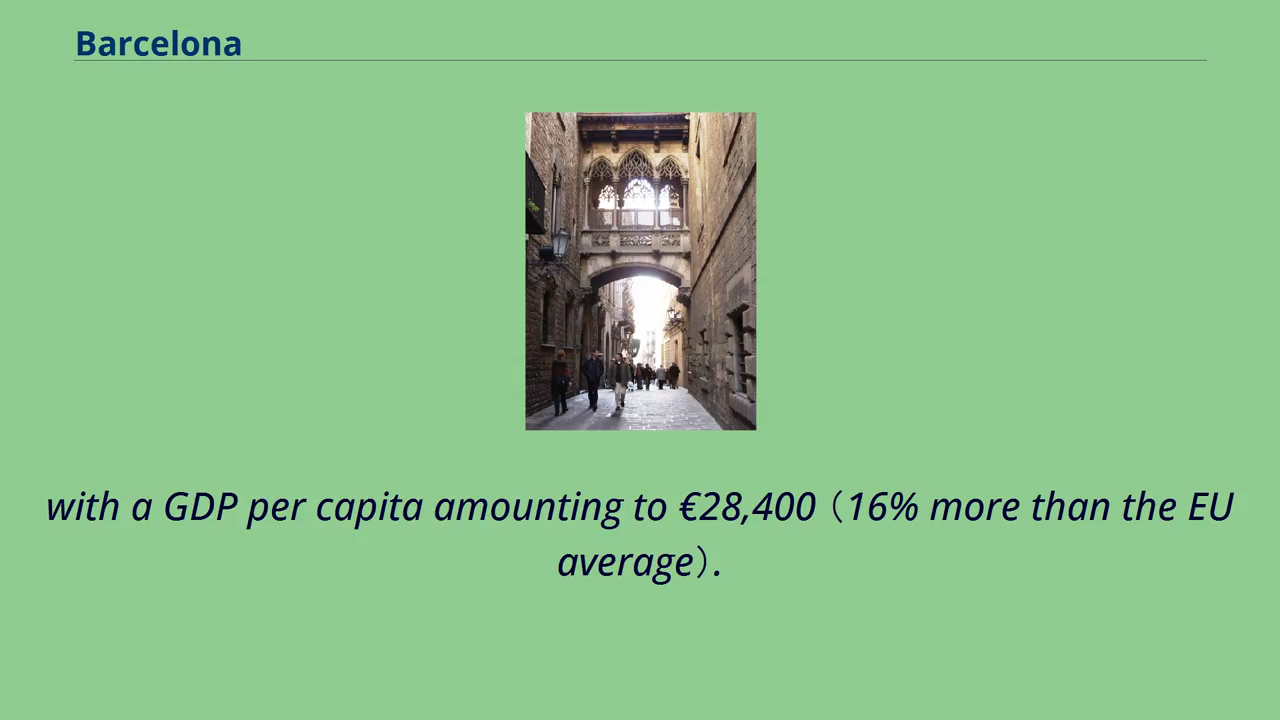 Barcelona
with a GDP per capita amounting to €28,400（16% more than the EU
average）.